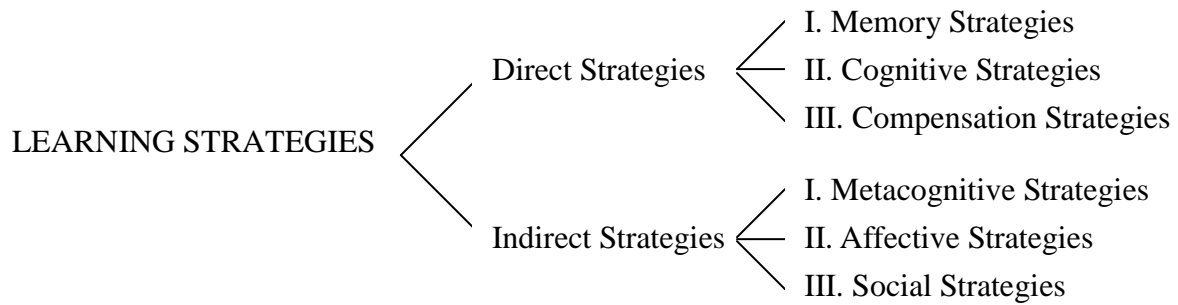 LEARNING STRATEGIES
Direct Strategies
I. Memory Strategies
II. Cognitive Strategies
III. Compensation Strategies
Indirect Strategies
I. Metacognitive Strategies
II. Affective Strategies
III. Social Strategies